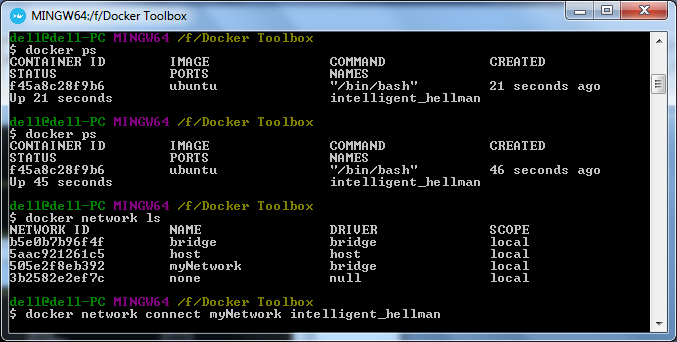 MINGW64:/f/Docker Toolbox
dell@dell-PC MINGW64 /f/Docker Toolbox
$ docker ps
CONTAINER ID        IMAGE               COMMAND             CREATED
STATUS              PORTS               NAMES
f45a8c28f9b6        ubuntu              "/bin/bash"         21 seconds ago
Up 21 seconds                           intelligent_hellman
dell@dell-PC MINGW64 /f/Docker Toolbox
$ docker ps
CONTAINER ID        IMAGE               COMMAND             CREATED
STATUS              PORTS               NAMES
f45a8c28f9b6        ubuntu              "/bin/bash"         46 seconds ago
Up 45 seconds                           intelligent_hellman
dell@dell-PC MINGW64 /f/Docker Toolbox
$ docker network ls
NETWORK ID          NAME                DRIVER              SCOPE
b5e0b7b96f4f        bridge              bridge              local
5aac921261c5        host                host                local
505e2f8eb392        myNetwork           bridge              local
3b2582e2ef7c        none                null                local
dell@dell-PC MINGW64 /f/Docker Toolbox
$ docker network connect myNetwork intelligent_hellman